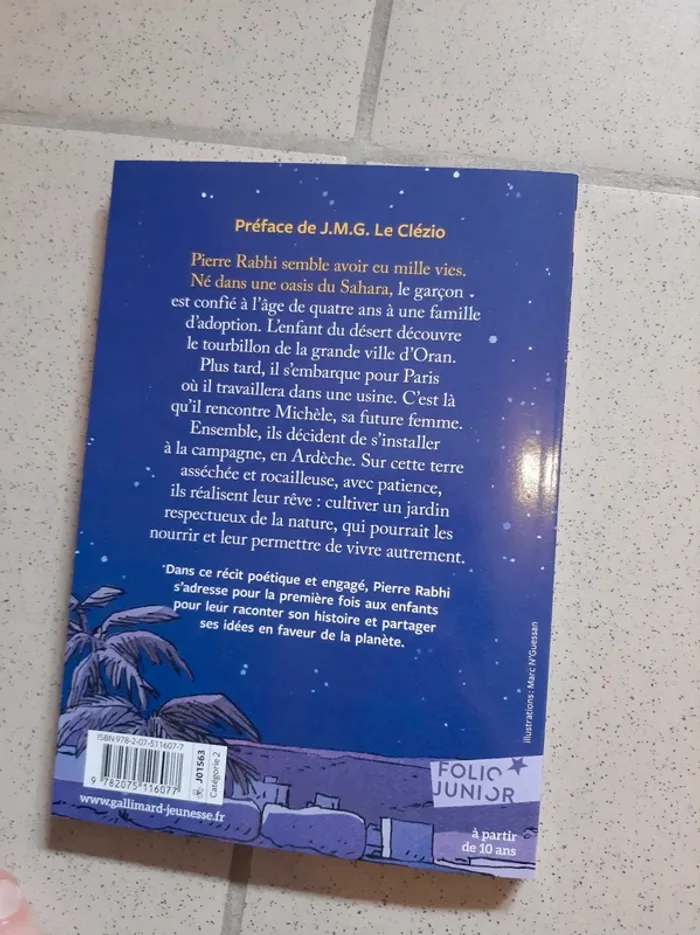 Préface de J.M.G. Le Clézio
Pierre Rabhi semble avoir eu mille vies.
Né dans une oasis du Sahara, le garçon
est confié à l'âge de quatre ans à une famille
d'adoption. L'enfant du désert découvre
le tourbillon de la grande ville d'Oran.
Plus tard, il s'embarque pour Paris
où il travaillera dans une usine. C'est là
qu'il rencontre Michèle, sa future femme.
Ensemble, ils décident de s'installer
à la campagne, en Ardèche. Sur cette terre
asséchée et rocailleuse, avec patience,
ils réalisent leur rêve : cultiver un jardin
respectueux de la nature, qui pourrait les
nourrir et leur permettre de vivre autrement.
Dans ce récit poétique et engagé, Pierre Rabhi
s'adresse pour la première fois aux enfants
pour leur raconter son histoire et partager
ses idées en faveur de la planète.
illustrations : Marc N'Guessan
ISBN 978-2-07-511607-7
9 782075 116077
J01563
Catégorie 2
www.gallimard-jeunesse.fr
FOLIO
JUNIOR
à partir
de 10 ans